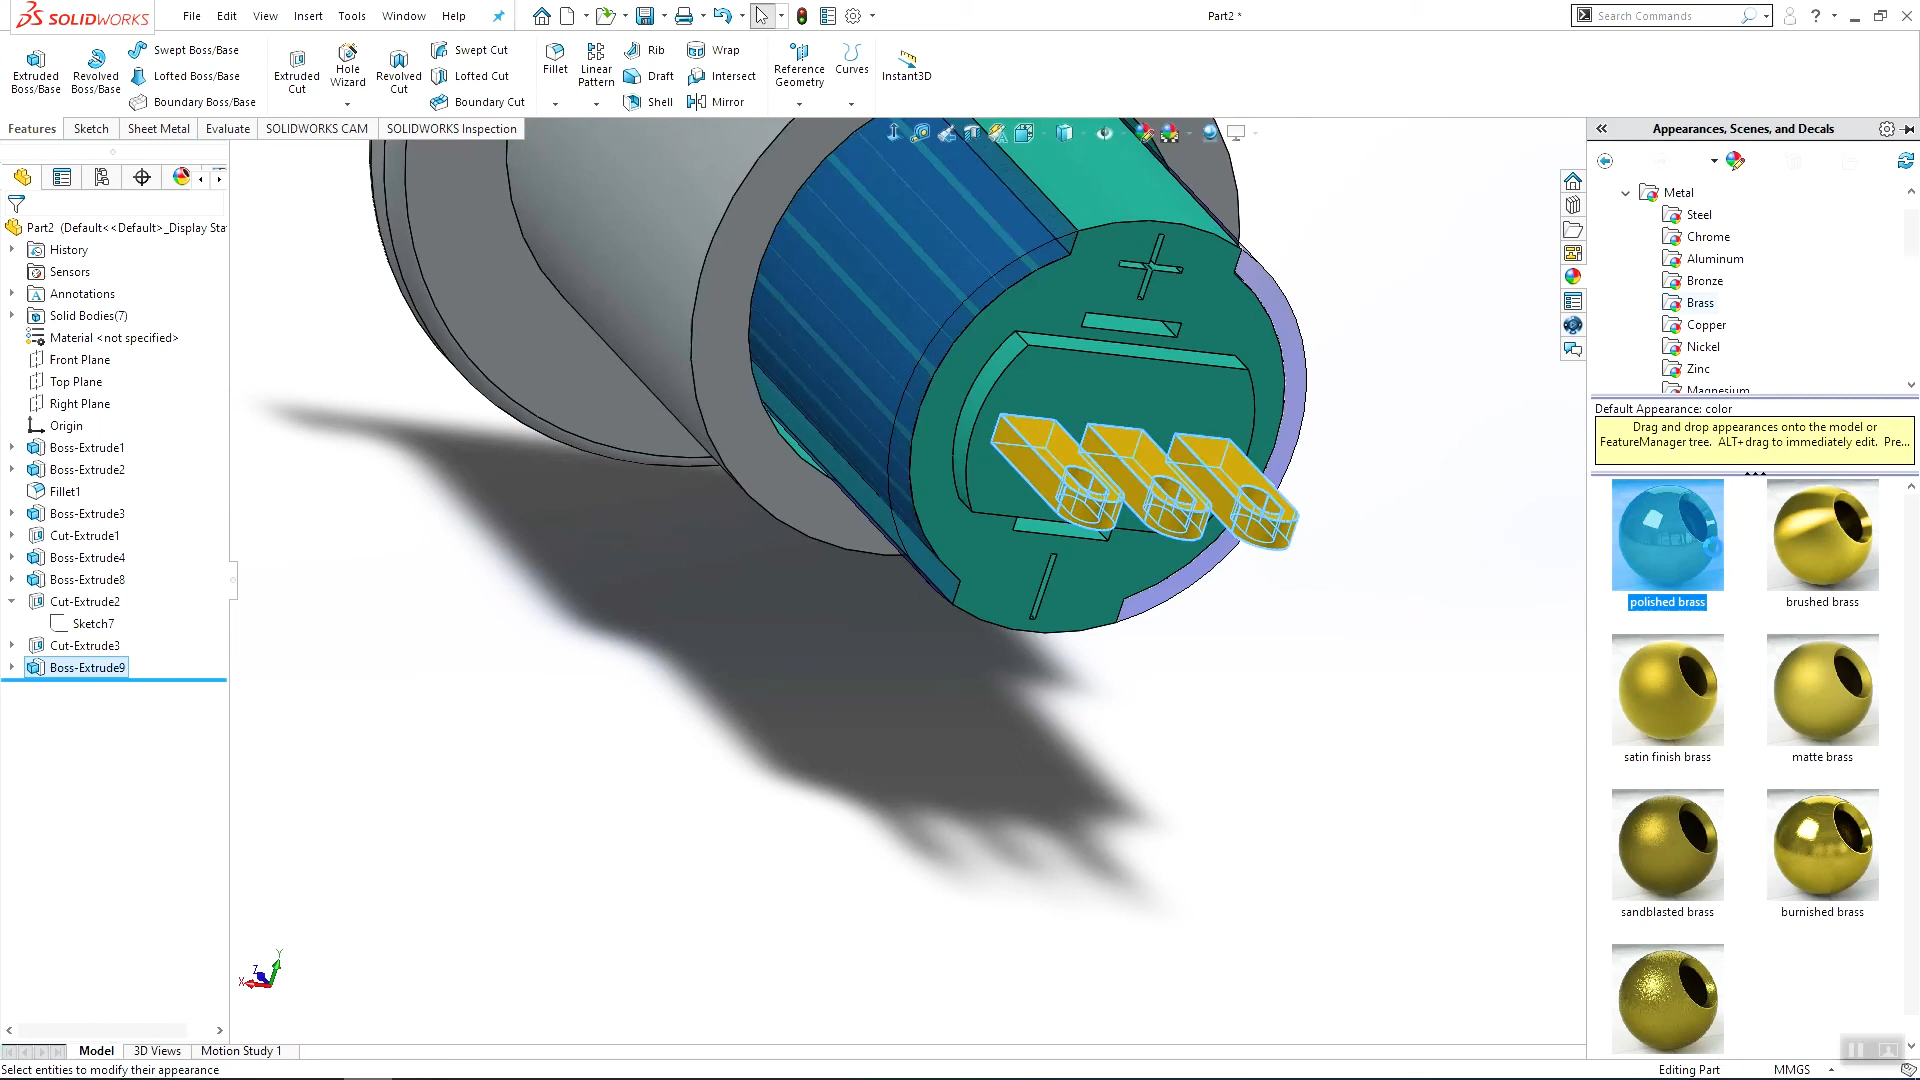 SOLIDWORKS
File Edit View Insert Tools Window Help
Part2 *
Search Commands
Extruded Boss/Base
Revolved Boss/Base
Swept Boss/Base
Lofted Boss/Base
Boundary Boss/Base
Extruded Cut
Hole Wizard
Revolved Cut
Swept Cut
Lofted Cut
Boundary Cut
Fillet
Linear Pattern
Rib
Draft
Shell
Wrap
Intersect
Mirror
Reference Geometry
Curves
Instant3D
Features Sketch Sheet Metal Evaluate SOLIDWORKS CAM SOLIDWORKS Inspection
Part2 (Default<<Default>_Display Sta
History
Sensors
Annotations
Solid Bodies(7)
Material <not specified>
Front Plane
Top Plane
Right Plane
Origin
Boss-Extrude1
Boss-Extrude2
Fillet1
Boss-Extrude3
Cut-Extrude1
Boss-Extrude4
Boss-Extrude8
Cut-Extrude2
Sketch7
Cut-Extrude3
Boss-Extrude9
Y
Z
X
Appearances, Scenes, and Decals
Metal
Steel
Chrome
Aluminum
Bronze
Brass
Copper
Nickel
Zinc
Magnesium
Default Appearance: color
Drag and drop appearances onto the model or
FeatureManager tree. ALT+drag to immediately edit. Pre...
polished brass
brushed brass
satin finish brass
matte brass
sandblasted brass
burnished brass
Model 3D Views Motion Study 1
Select entities to modify their appearance
Editing Part
MMGS